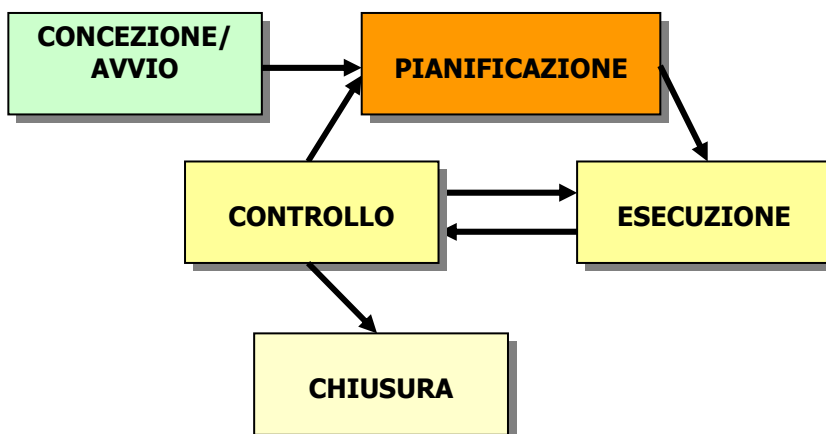 CONCEZIONE/
AVVIO
PIANIFICAZIONE
CONTROLLO
ESECUZIONE
CHIUSURA